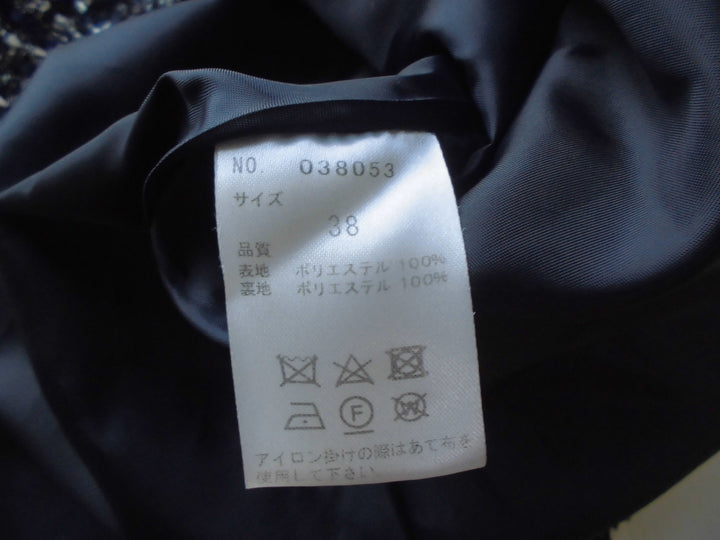 NO. 038053
サイズ
38
品質
表地 ポリエステル 100%
裏地 ポリエステル 100%
F
W
アイロン掛けの際はあて布を
使用して下さい